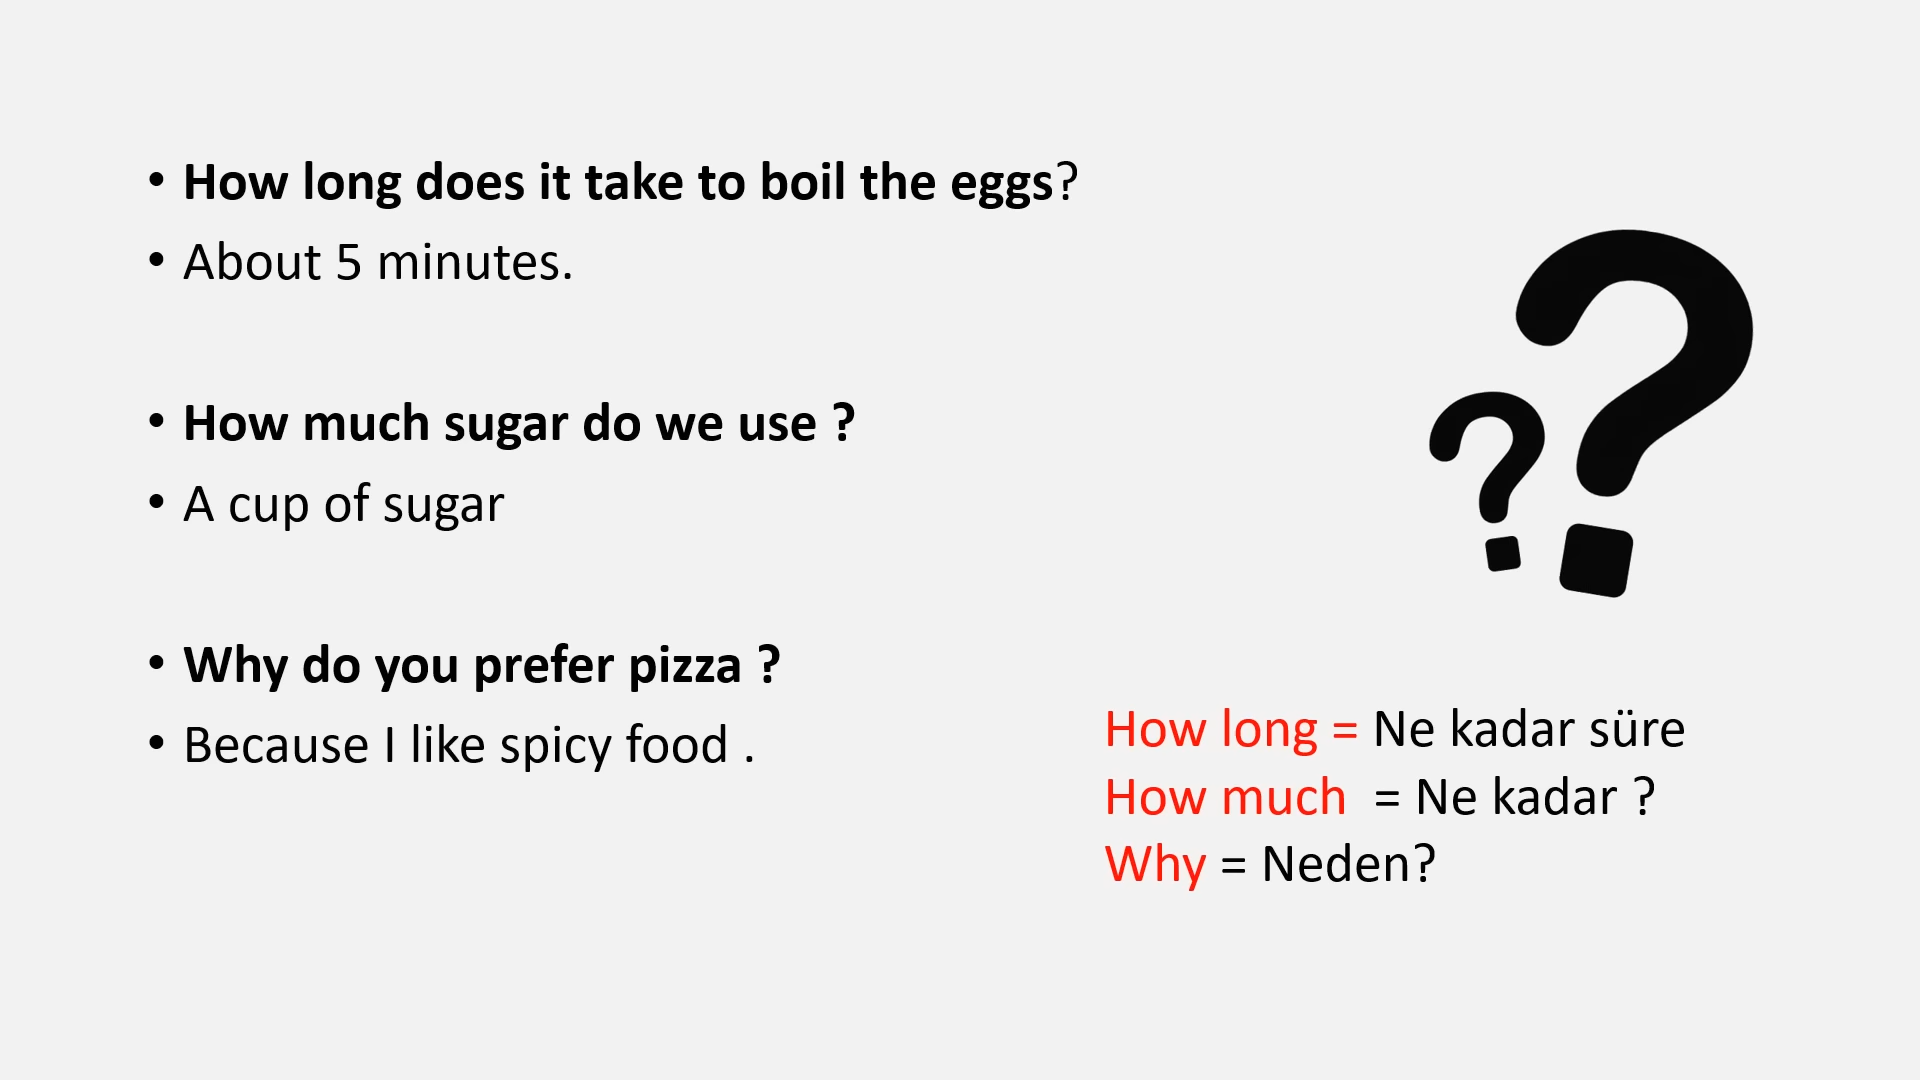 • How long does it take to boil the eggs?
• About 5 minutes.
• How much sugar do we use ?
• A cup of sugar
• Why do you prefer pizza ?
• Because I like spicy food .
How long = Ne kadar süre
How much  = Ne kadar ?
Why = Neden?